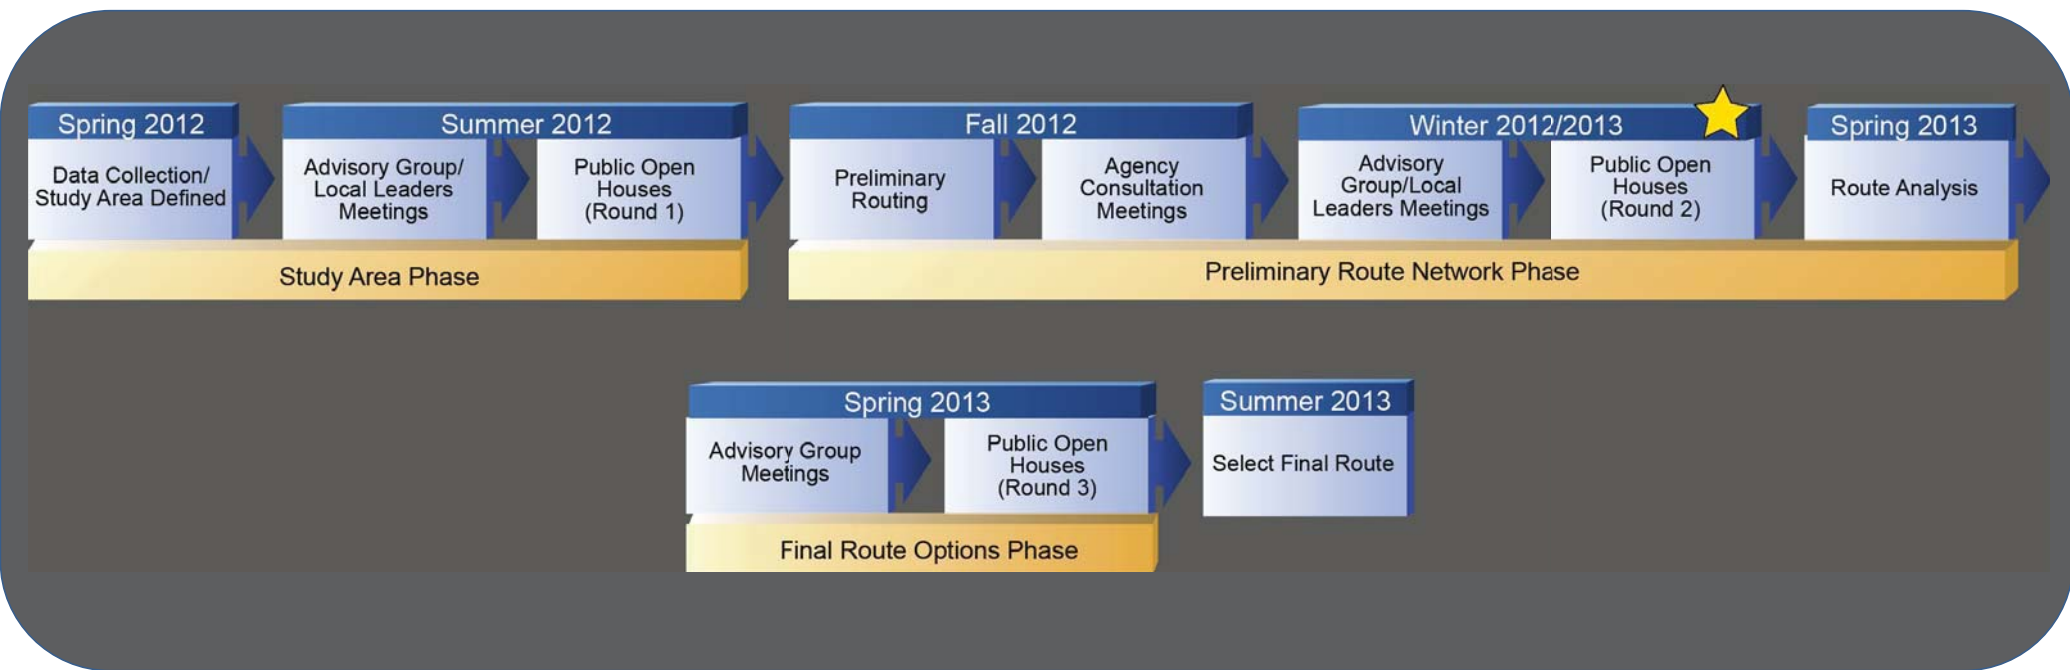 Spring 2012
Data Collection/
Study Area Defined
Summer 2012
Advisory Group/
Local Leaders
Meetings
Public Open
Houses
(Round 1)
Study Area Phase
Fall 2012
Preliminary
Routing
Agency
Consultation
Meetings
Winter 2012/2013
Advisory
Group/Local
Leaders Meetings
Public Open
Houses
(Round 2)
Spring 2013
Route Analysis
Preliminary Route Network Phase
Spring 2013
Advisory Group
Meetings
Public Open
Houses
(Round 3)
Final Route Options Phase
Summer 2013
Select Final Route